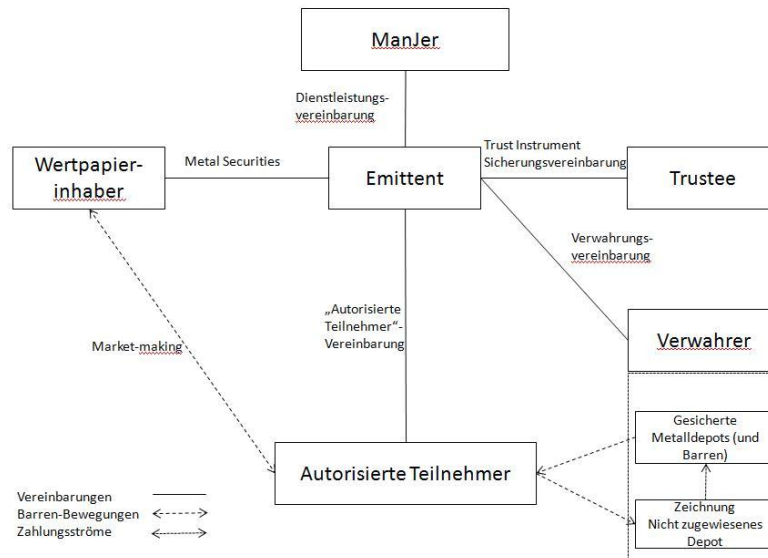 ManJer
Dienstleistungs-
vereinbarung
Wertpapier-
inhaber
Metal Securities
Emittent
Trust Instrument
Sicherungsvereinbarung
Trustee
Verwahrungs-
vereinbarung
„Autorisierte
Teilnehmer“-
Vereinbarung
Market-making
Verwahrer
Gesicherte
Metalldepots (und
Barren)
Autorisierte Teilnehmer
Zeichnung
Nicht zugewiesenes
Depot
Vereinbarungen
Barren-Bewegungen
Zahlungsströme